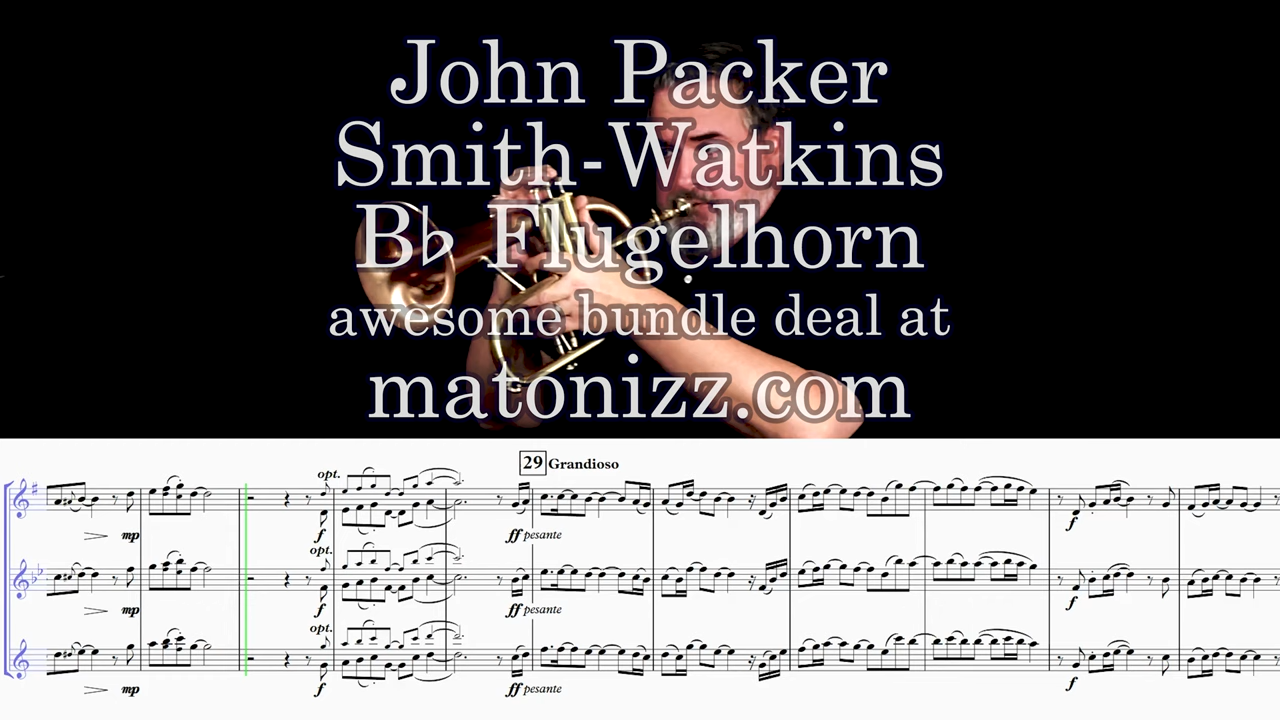 John Packer
Smith-Watkins
B♭ Flugelhorn
awesome bundle deal at
matonizz.com
29 Grandioso
opt.
mp
f
ff pesante
f
opt.
mp
f
ff pesante
f
opt.
mp
f
ff pesante
f